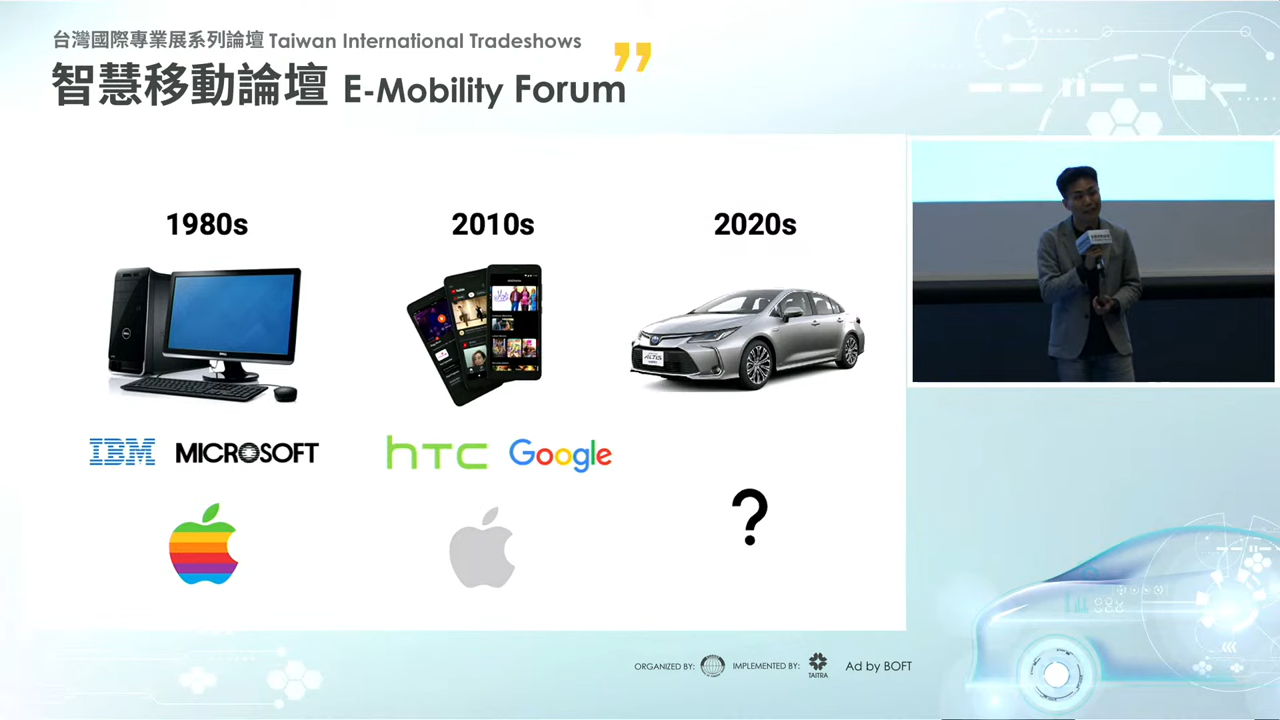 台灣國際專業展系列論壇 Taiwan International Tradeshows
智慧移動論壇 E-Mobility Forum
1980s
2010s
2020s
ALTIS
IBM MICROSOFT
hTC Google
?
ORGANIZED BY:
IMPLEMENTED BY:
TAITRA
Ad by BOFT